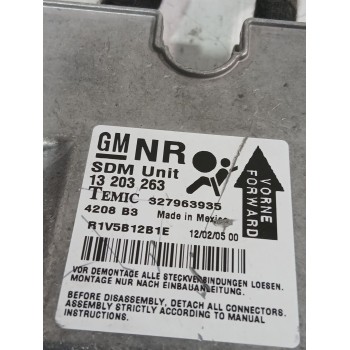 GM NR
SDM Unit
13 203 263
TEMIC 327963935
4208 B3 Made in Mexico
R1V5B12B1E 12/02/05 00
VORNE
FORWARD
VOR DEMONTAGE ALLE STECKVERBINDUNGEN LOESEN.
MONTAGE NUR NACH EINBAUANLEITUNG.
BEFORE DISASSEMBLY, DETACH ALL CONNECTORS.
ASSEMBLY STRICTLY ACCORDING TO MANUAL
INSTRUCTIONS.